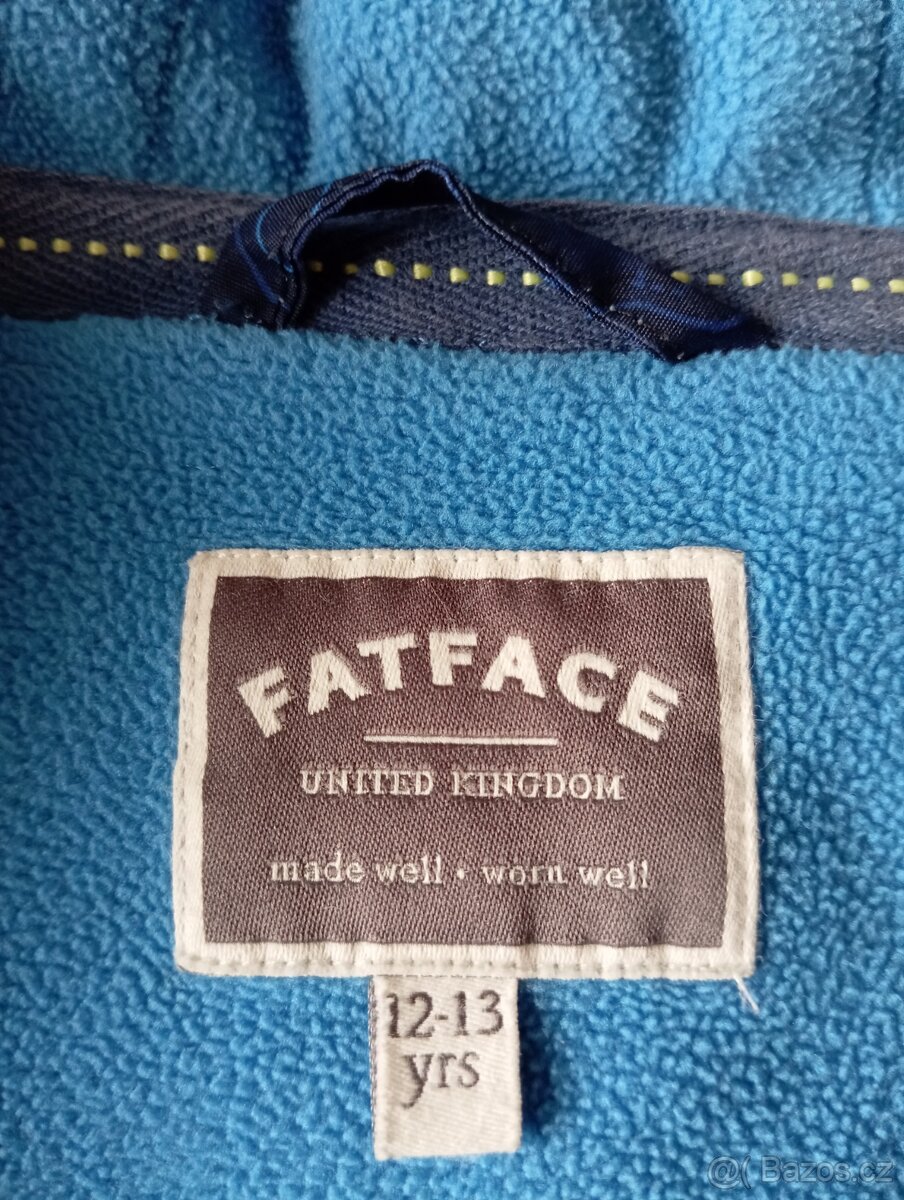 FATFACE
UNITED KINGDOM
made well • worn well
12-13
yrs
@( Bazos.cz